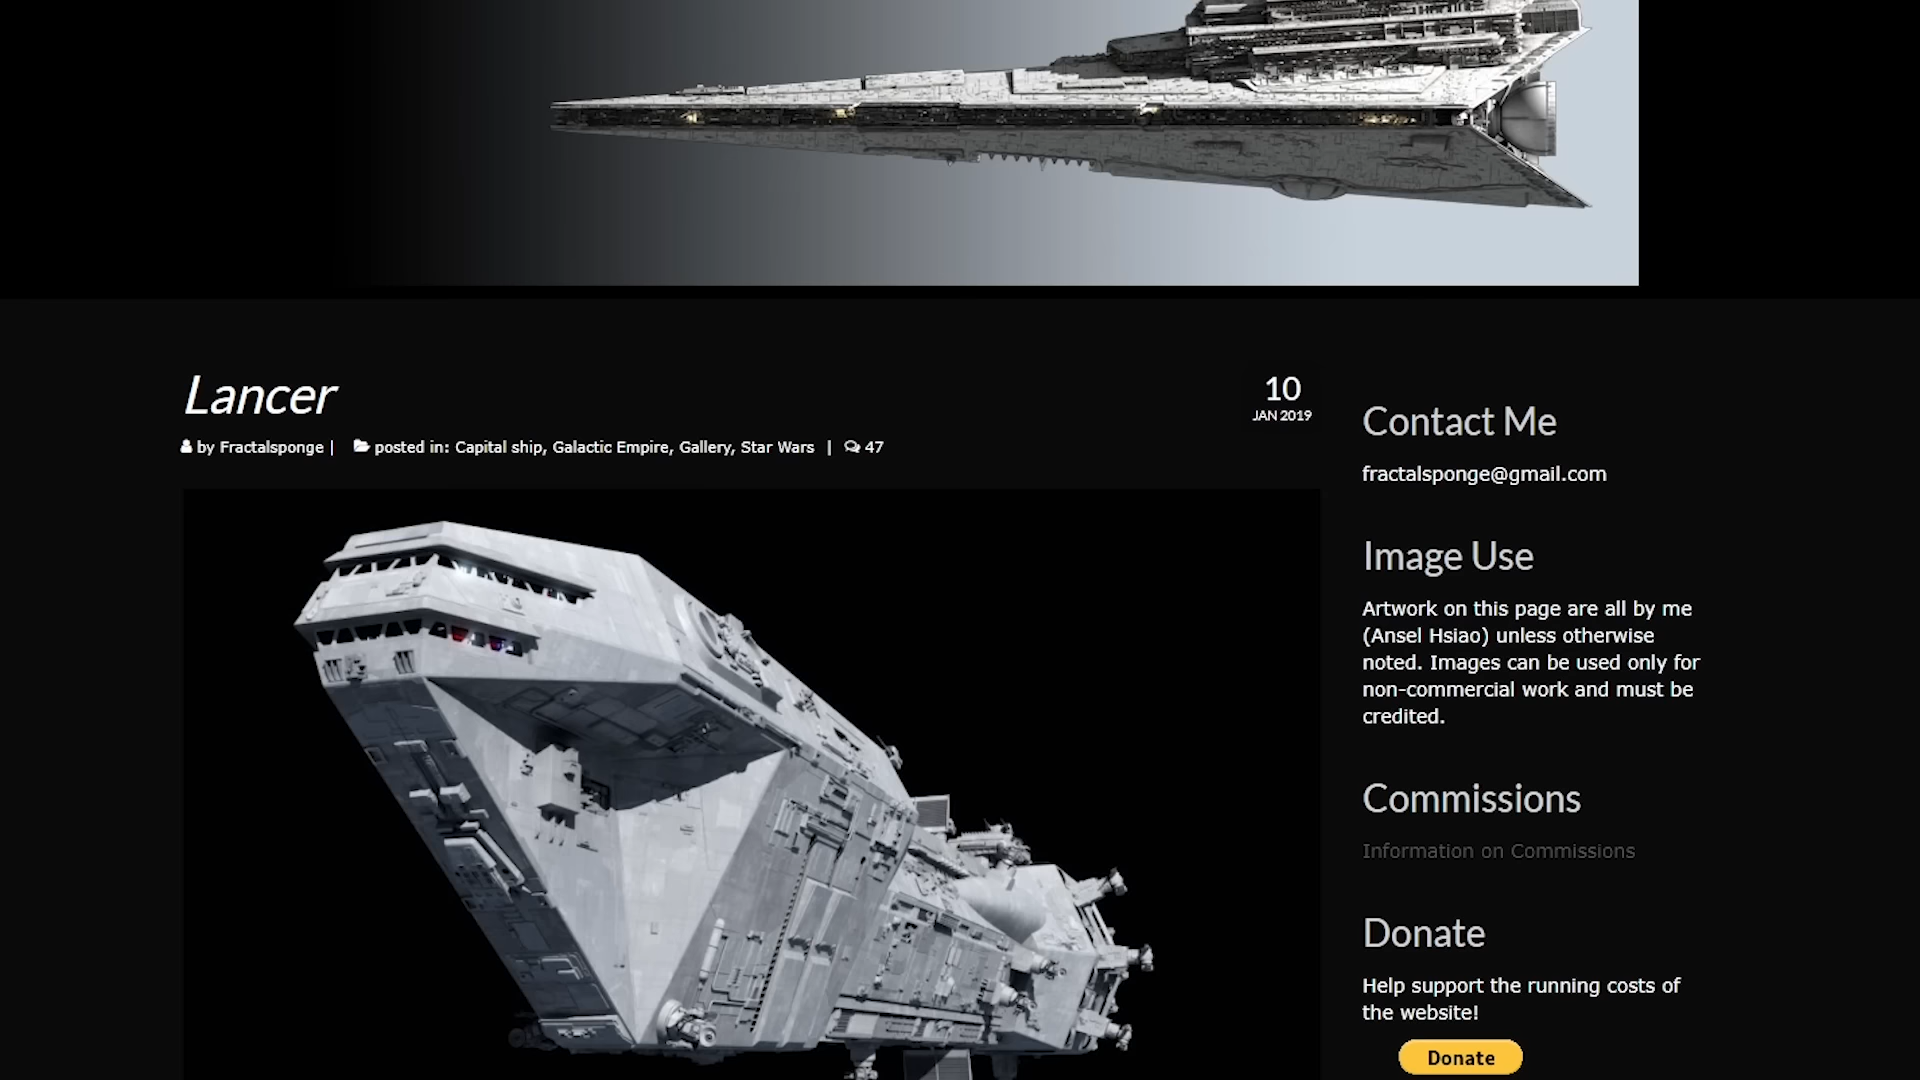 Lancer
10
JAN 2019
by Fractalsponge | posted in: Capital ship, Galactic Empire, Gallery, Star Wars | 47
Contact Me
fractalsponge@gmail.com
Image Use
Artwork on this page are all by me
(Ansel Hsiao) unless otherwise
noted. Images can be used only for
non-commercial work and must be
credited.
Commissions
Information on Commissions
Donate
Help support the running costs of
the website!
Donate